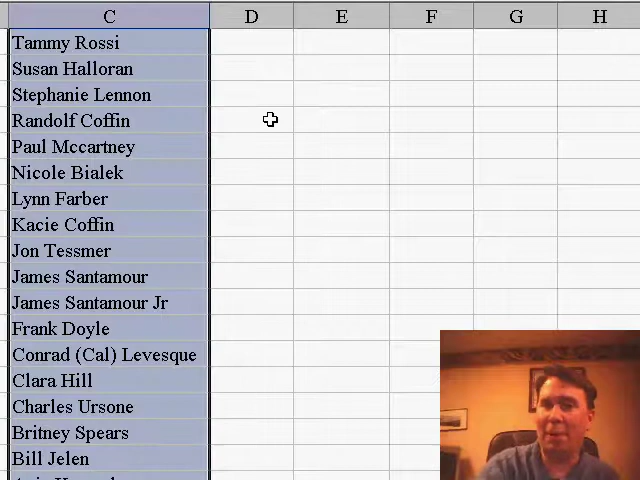 C D E F G H
Tammy Rossi
Susan Halloran
Stephanie Lennon
Randolf Coffin
Paul Mccartney
Nicole Bialek
Lynn Farber
Kacie Coffin
Jon Tessmer
James Santamour
James Santamour Jr
Frank Doyle
Conrad (Cal) Levesque
Clara Hill
Charles Ursone
Britney Spears
Bill Jelen